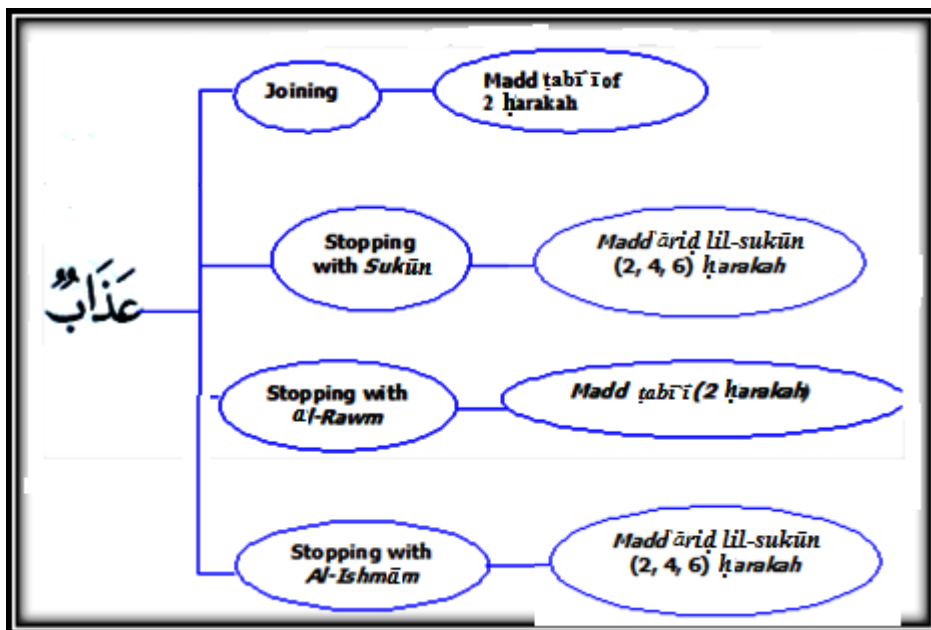 عَذَابٌ
Joining
Madd ṭabīʿī of
2 ḥarakah
Stopping
with Sukūn
Madd ʿāriḍ lil-sukūn
(2, 4, 6) ḥarakah
Stopping with
al-Rawm
Madd ṭabīʿī (2 ḥarakah)
Stopping with
Al-Ishmām
Madd ʿāriḍ lil-sukūn
(2, 4, 6) ḥarakah